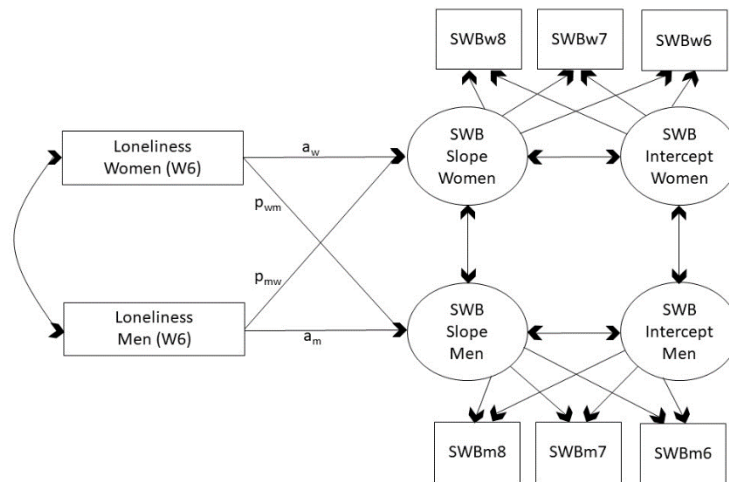 SWBw8 SWBw7 SWBw6
Loneliness
Women (W6)
a_w
SWB
Slope
Women
SWB
Intercept
Women
p_wm
p_mw
Loneliness
Men (W6)
a_m
SWB
Slope
Men
SWB
Intercept
Men
SWBm8 SWBm7 SWBm6